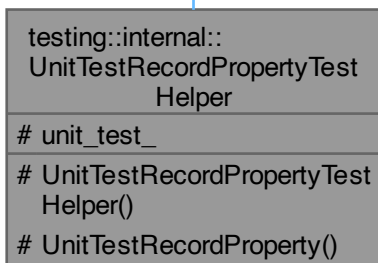 testing::internal::
UnitTestRecordPropertyTest
Helper
# unit_test_
# UnitTestRecordPropertyTest
Helper()
# UnitTestRecordProperty()